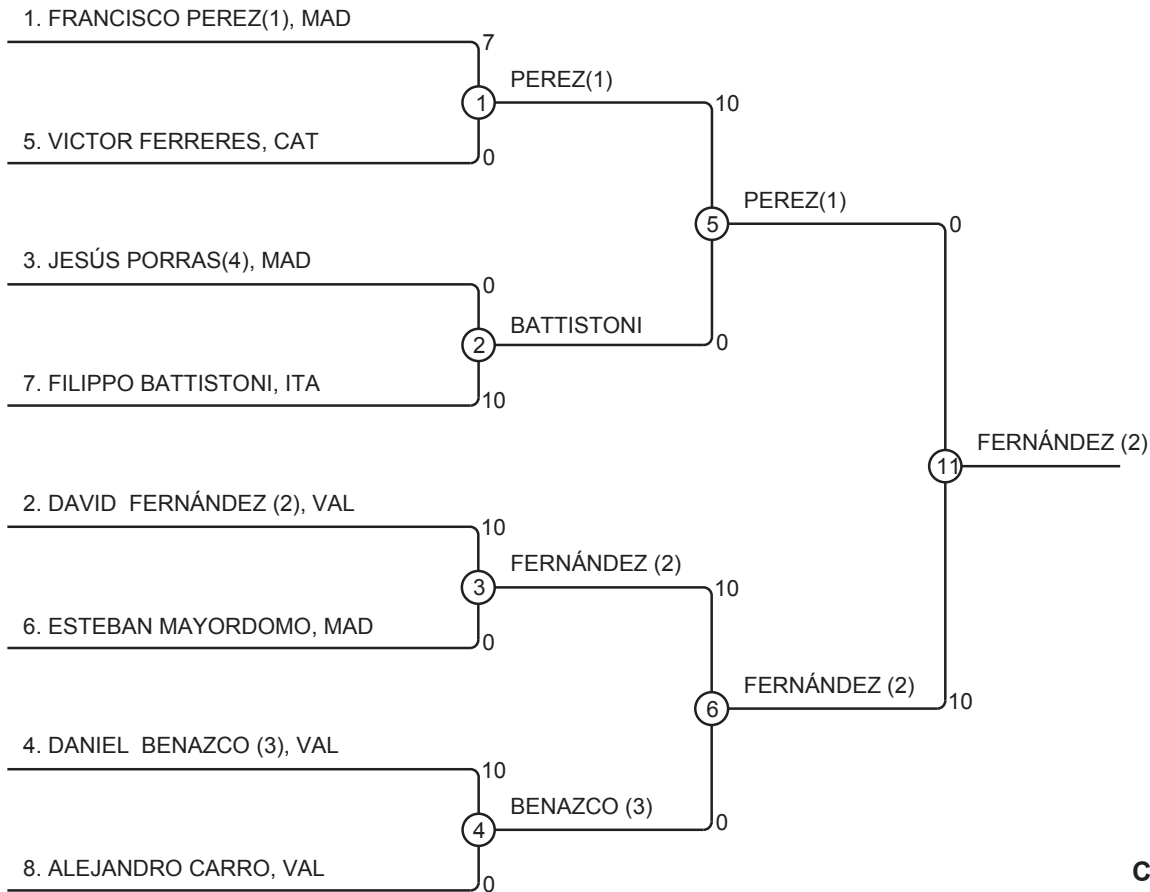 1. FRANCISCO PEREZ(1), MAD
7
PEREZ(1)
1
10
5. VICTOR FERRERES, CAT
0
PEREZ(1)
5
0
3. JESÚS PORRAS(4), MAD
0
BATTISTONI
2
0
7. FILIPPO BATTISTONI, ITA
10
FERNÁNDEZ (2)
11
2. DAVID  FERNÁNDEZ (2), VAL
10
FERNÁNDEZ (2)
3
10
6. ESTEBAN MAYORDOMO, MAD
0
FERNÁNDEZ (2)
6
10
4. DANIEL  BENAZCO (3), VAL
10
BENAZCO (3)
4
0
8. ALEJANDRO CARRO, VAL
0
C